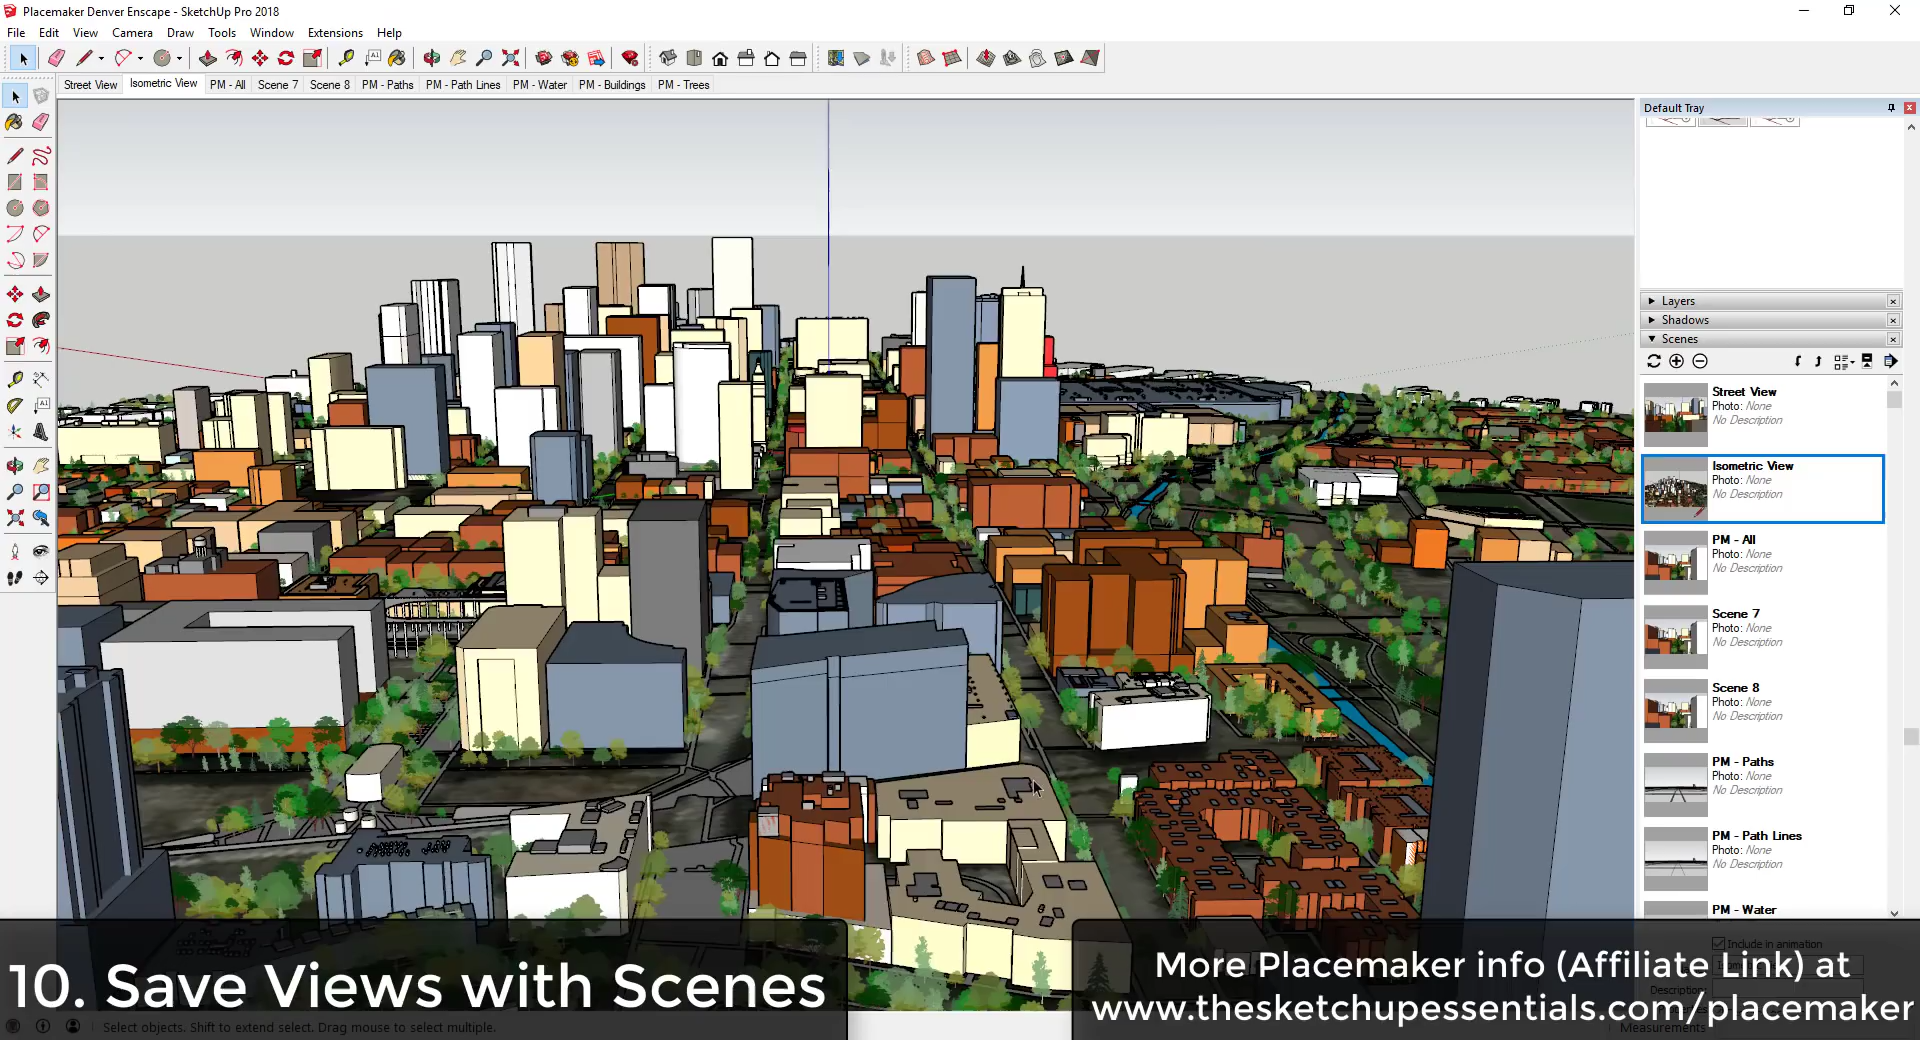 Placemaker Denver Enscape - SketchUp Pro 2018
File Edit View Camera Draw Tools Window Extensions Help
Street View Isometric View PM - All Scene 7 Scene 8 PM - Paths PM - Path Lines PM - Water PM - Buildings PM - Trees
Default Tray
Layers
Shadows
Scenes
Street View
Photo: None
No Description
Isometric View
Photo: None
No Description
PM - All
Photo: None
No Description
Scene 7
Photo: None
No Description
Scene 8
Photo: None
No Description
PM - Paths
Photo: None
No Description
PM - Path Lines
Photo: None
No Description
PM - Water
Include in animation
10. Save Views with Scenes
More Placemaker info (Affiliate Link) at
www.thesketchupessentials.com/placemaker
Select objects. Shift to extend select. Drag mouse to select multiple.
Measurements